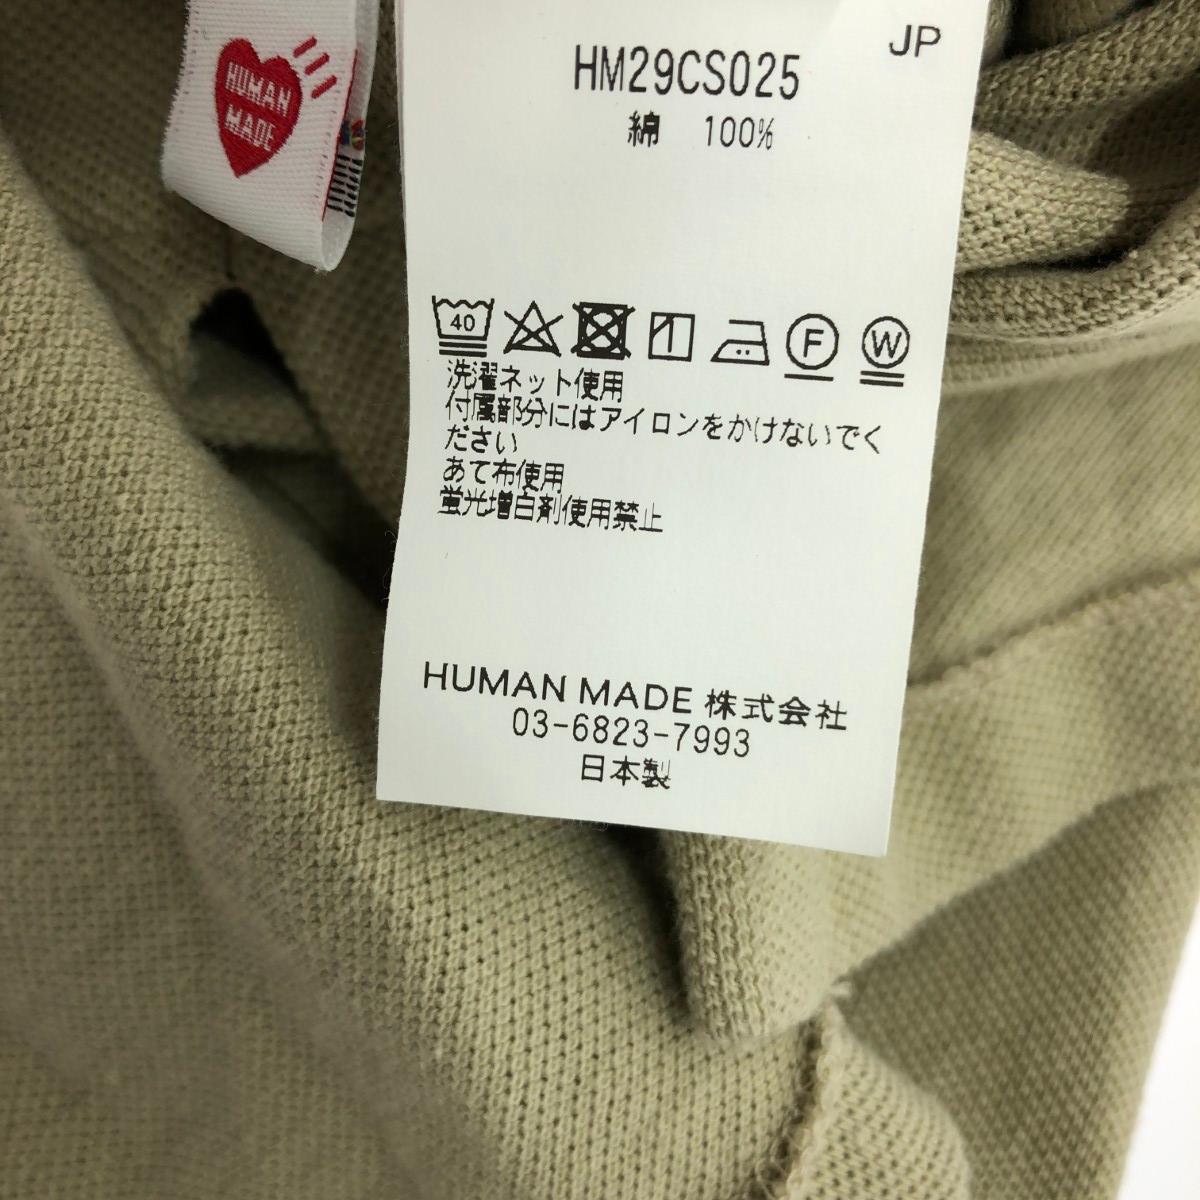 HUMAN
MADE
JP
HM29CS025
綿 100%
40 F W
洗濯ネット使用
付属部分にはアイロンをかけないでく
ださい
あて布使用
蛍光増白剤使用禁止
HUMAN MADE 株式会社
03-6823-7993
日本製